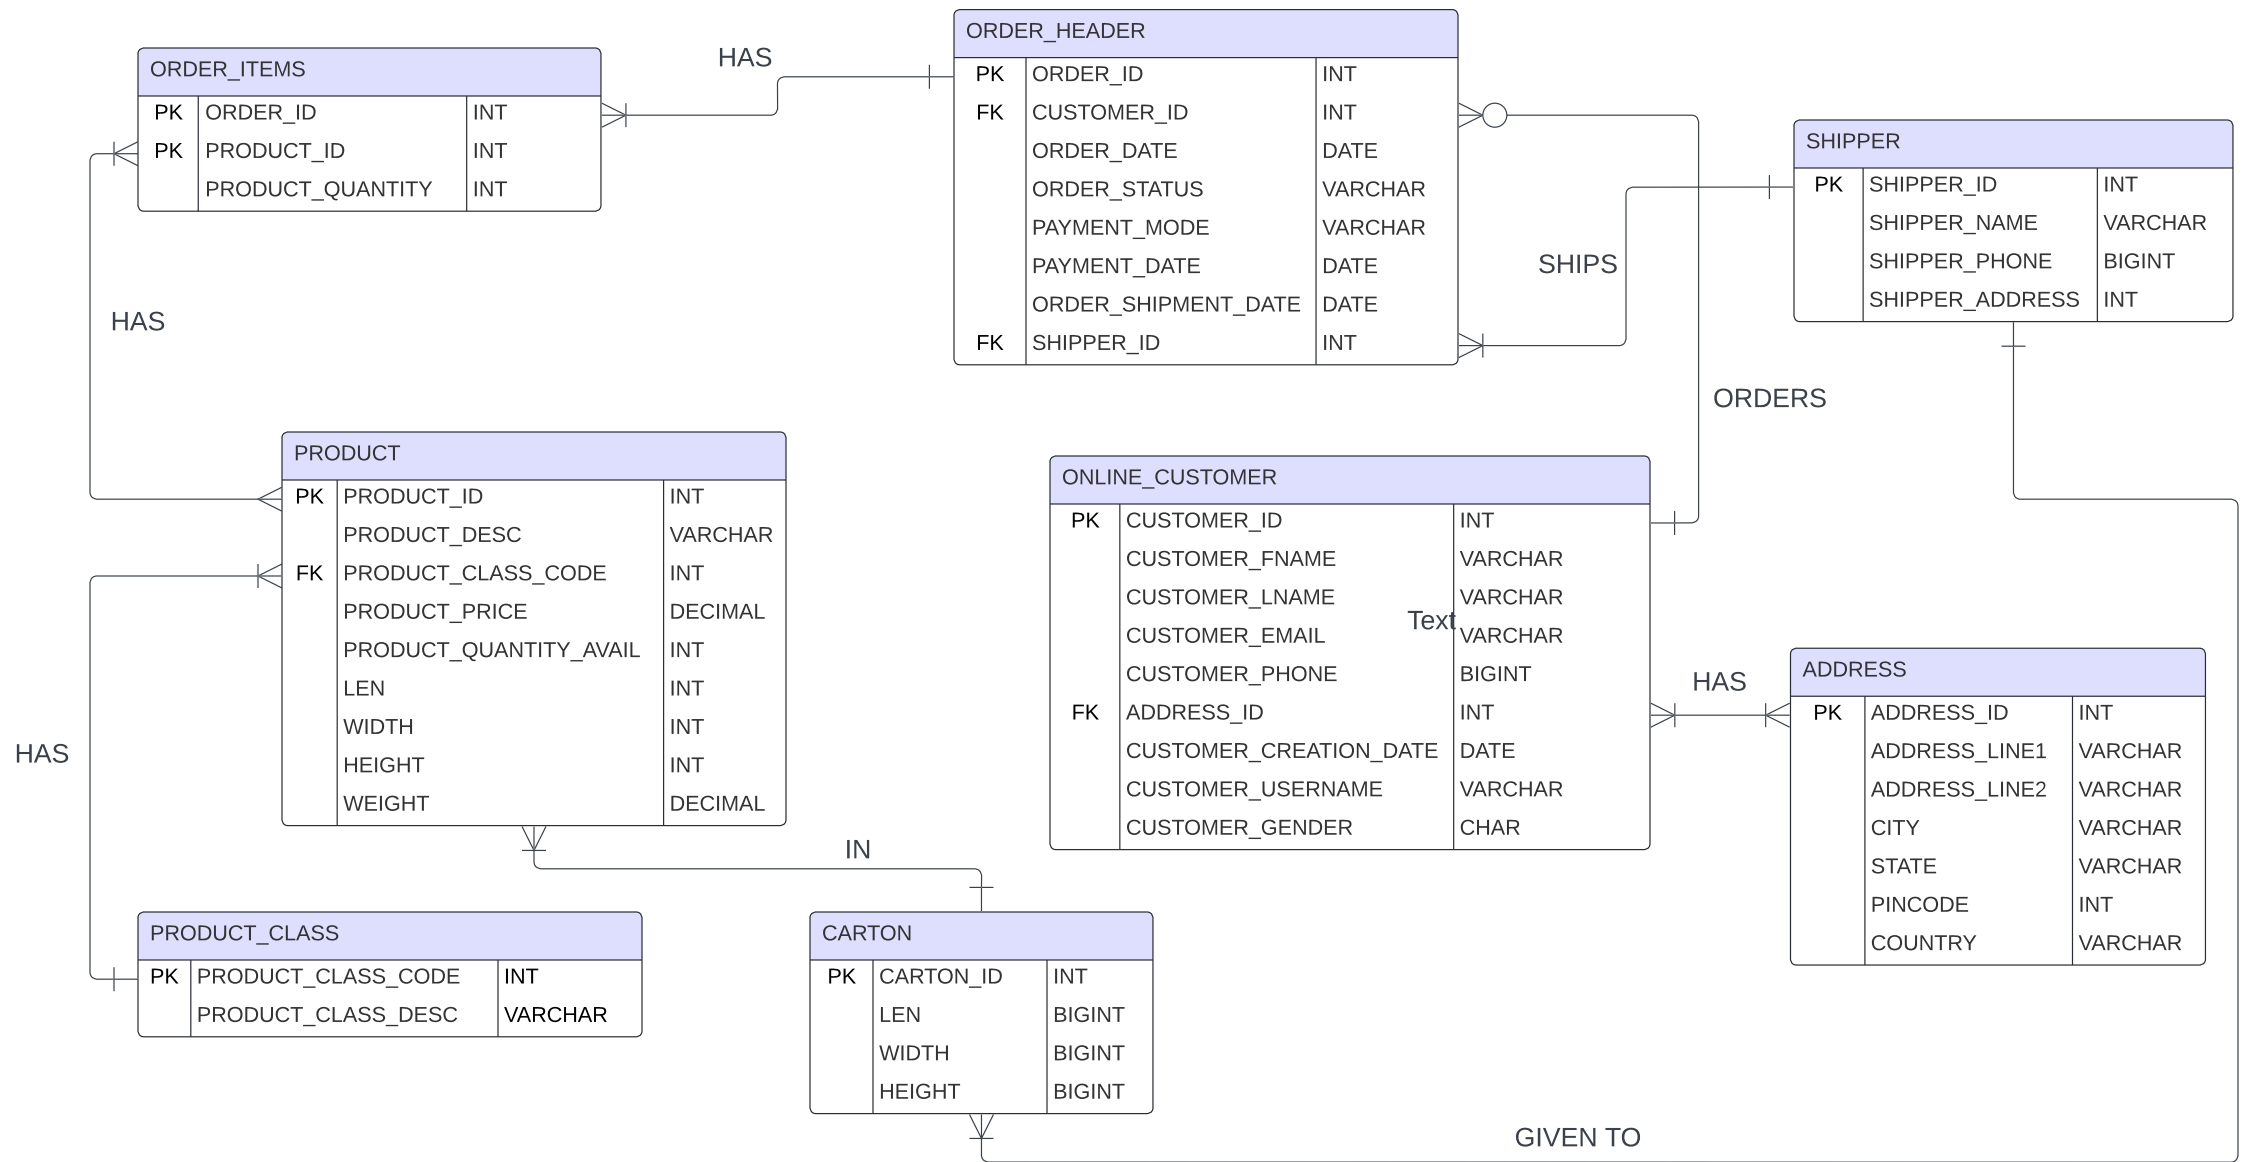 ORDER_ITEMS
PK ORDER_ID INT
PK PRODUCT_ID INT
PRODUCT_QUANTITY INT
HAS
ORDER_HEADER
PK ORDER_ID INT
FK CUSTOMER_ID INT
ORDER_DATE DATE
ORDER_STATUS VARCHAR
PAYMENT_MODE VARCHAR
PAYMENT_DATE DATE
ORDER_SHIPMENT_DATE DATE
FK SHIPPER_ID INT
SHIPPER
PK SHIPPER_ID INT
SHIPPER_NAME VARCHAR
SHIPPER_PHONE BIGINT
SHIPPER_ADDRESS INT
SHIPS
HAS
ORDERS
PRODUCT
PK PRODUCT_ID INT
PRODUCT_DESC VARCHAR
FK PRODUCT_CLASS_CODE INT
PRODUCT_PRICE DECIMAL
PRODUCT_QUANTITY_AVAIL INT
LEN INT
WIDTH INT
HEIGHT INT
WEIGHT DECIMAL
ONLINE_CUSTOMER
PK CUSTOMER_ID INT
CUSTOMER_FNAME VARCHAR
CUSTOMER_LNAME VARCHAR
Text
CUSTOMER_EMAIL VARCHAR
CUSTOMER_PHONE BIGINT
FK ADDRESS_ID INT
CUSTOMER_CREATION_DATE DATE
CUSTOMER_USERNAME VARCHAR
CUSTOMER_GENDER CHAR
HAS
ADDRESS
PK ADDRESS_ID INT
ADDRESS_LINE1 VARCHAR
ADDRESS_LINE2 VARCHAR
CITY VARCHAR
STATE VARCHAR
PINCODE INT
COUNTRY VARCHAR
HAS
IN
PRODUCT_CLASS
PK PRODUCT_CLASS_CODE INT
PRODUCT_CLASS_DESC VARCHAR
CARTON
PK CARTON_ID INT
LEN BIGINT
WIDTH BIGINT
HEIGHT BIGINT
GIVEN TO